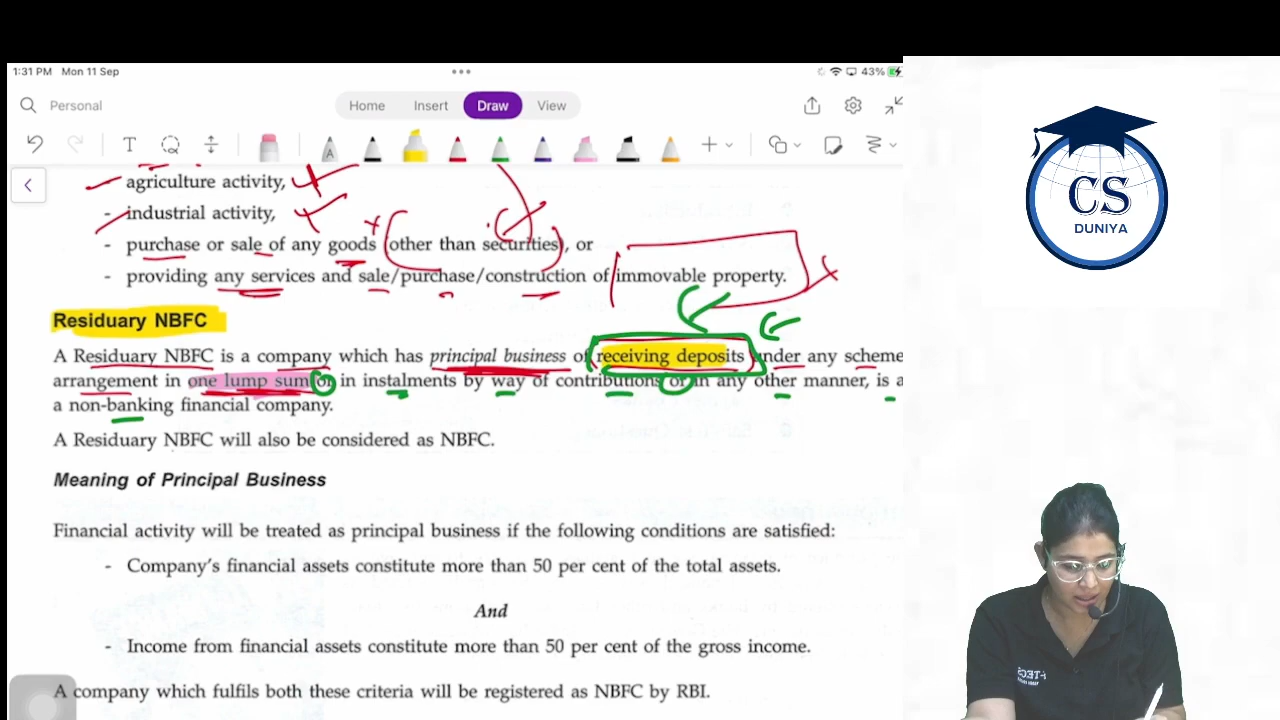 1:31 PM Mon 11 Sep
43%
Personal
Home Insert Draw View
agriculture activity,
- industrial activity,
- purchase or sale of any goods (other than securities), or
- providing any services and sale/purchase/construction of immovable property.
Residuary NBFC
A Residuary NBFC is a company which has principal business of receiving deposits under any scheme
arrangement in one lump sum or in instalments by way of contributions or in any other manner, is a
a non-banking financial company.
A Residuary NBFC will also be considered as NBFC.
Meaning of Principal Business
Financial activity will be treated as principal business if the following conditions are satisfied:
- Company's financial assets constitute more than 50 per cent of the total assets.
And
- Income from financial assets constitute more than 50 per cent of the gross income.
A company which fulfils both these criteria will be registered as NBFC by RBI.
CS
DUNIYA